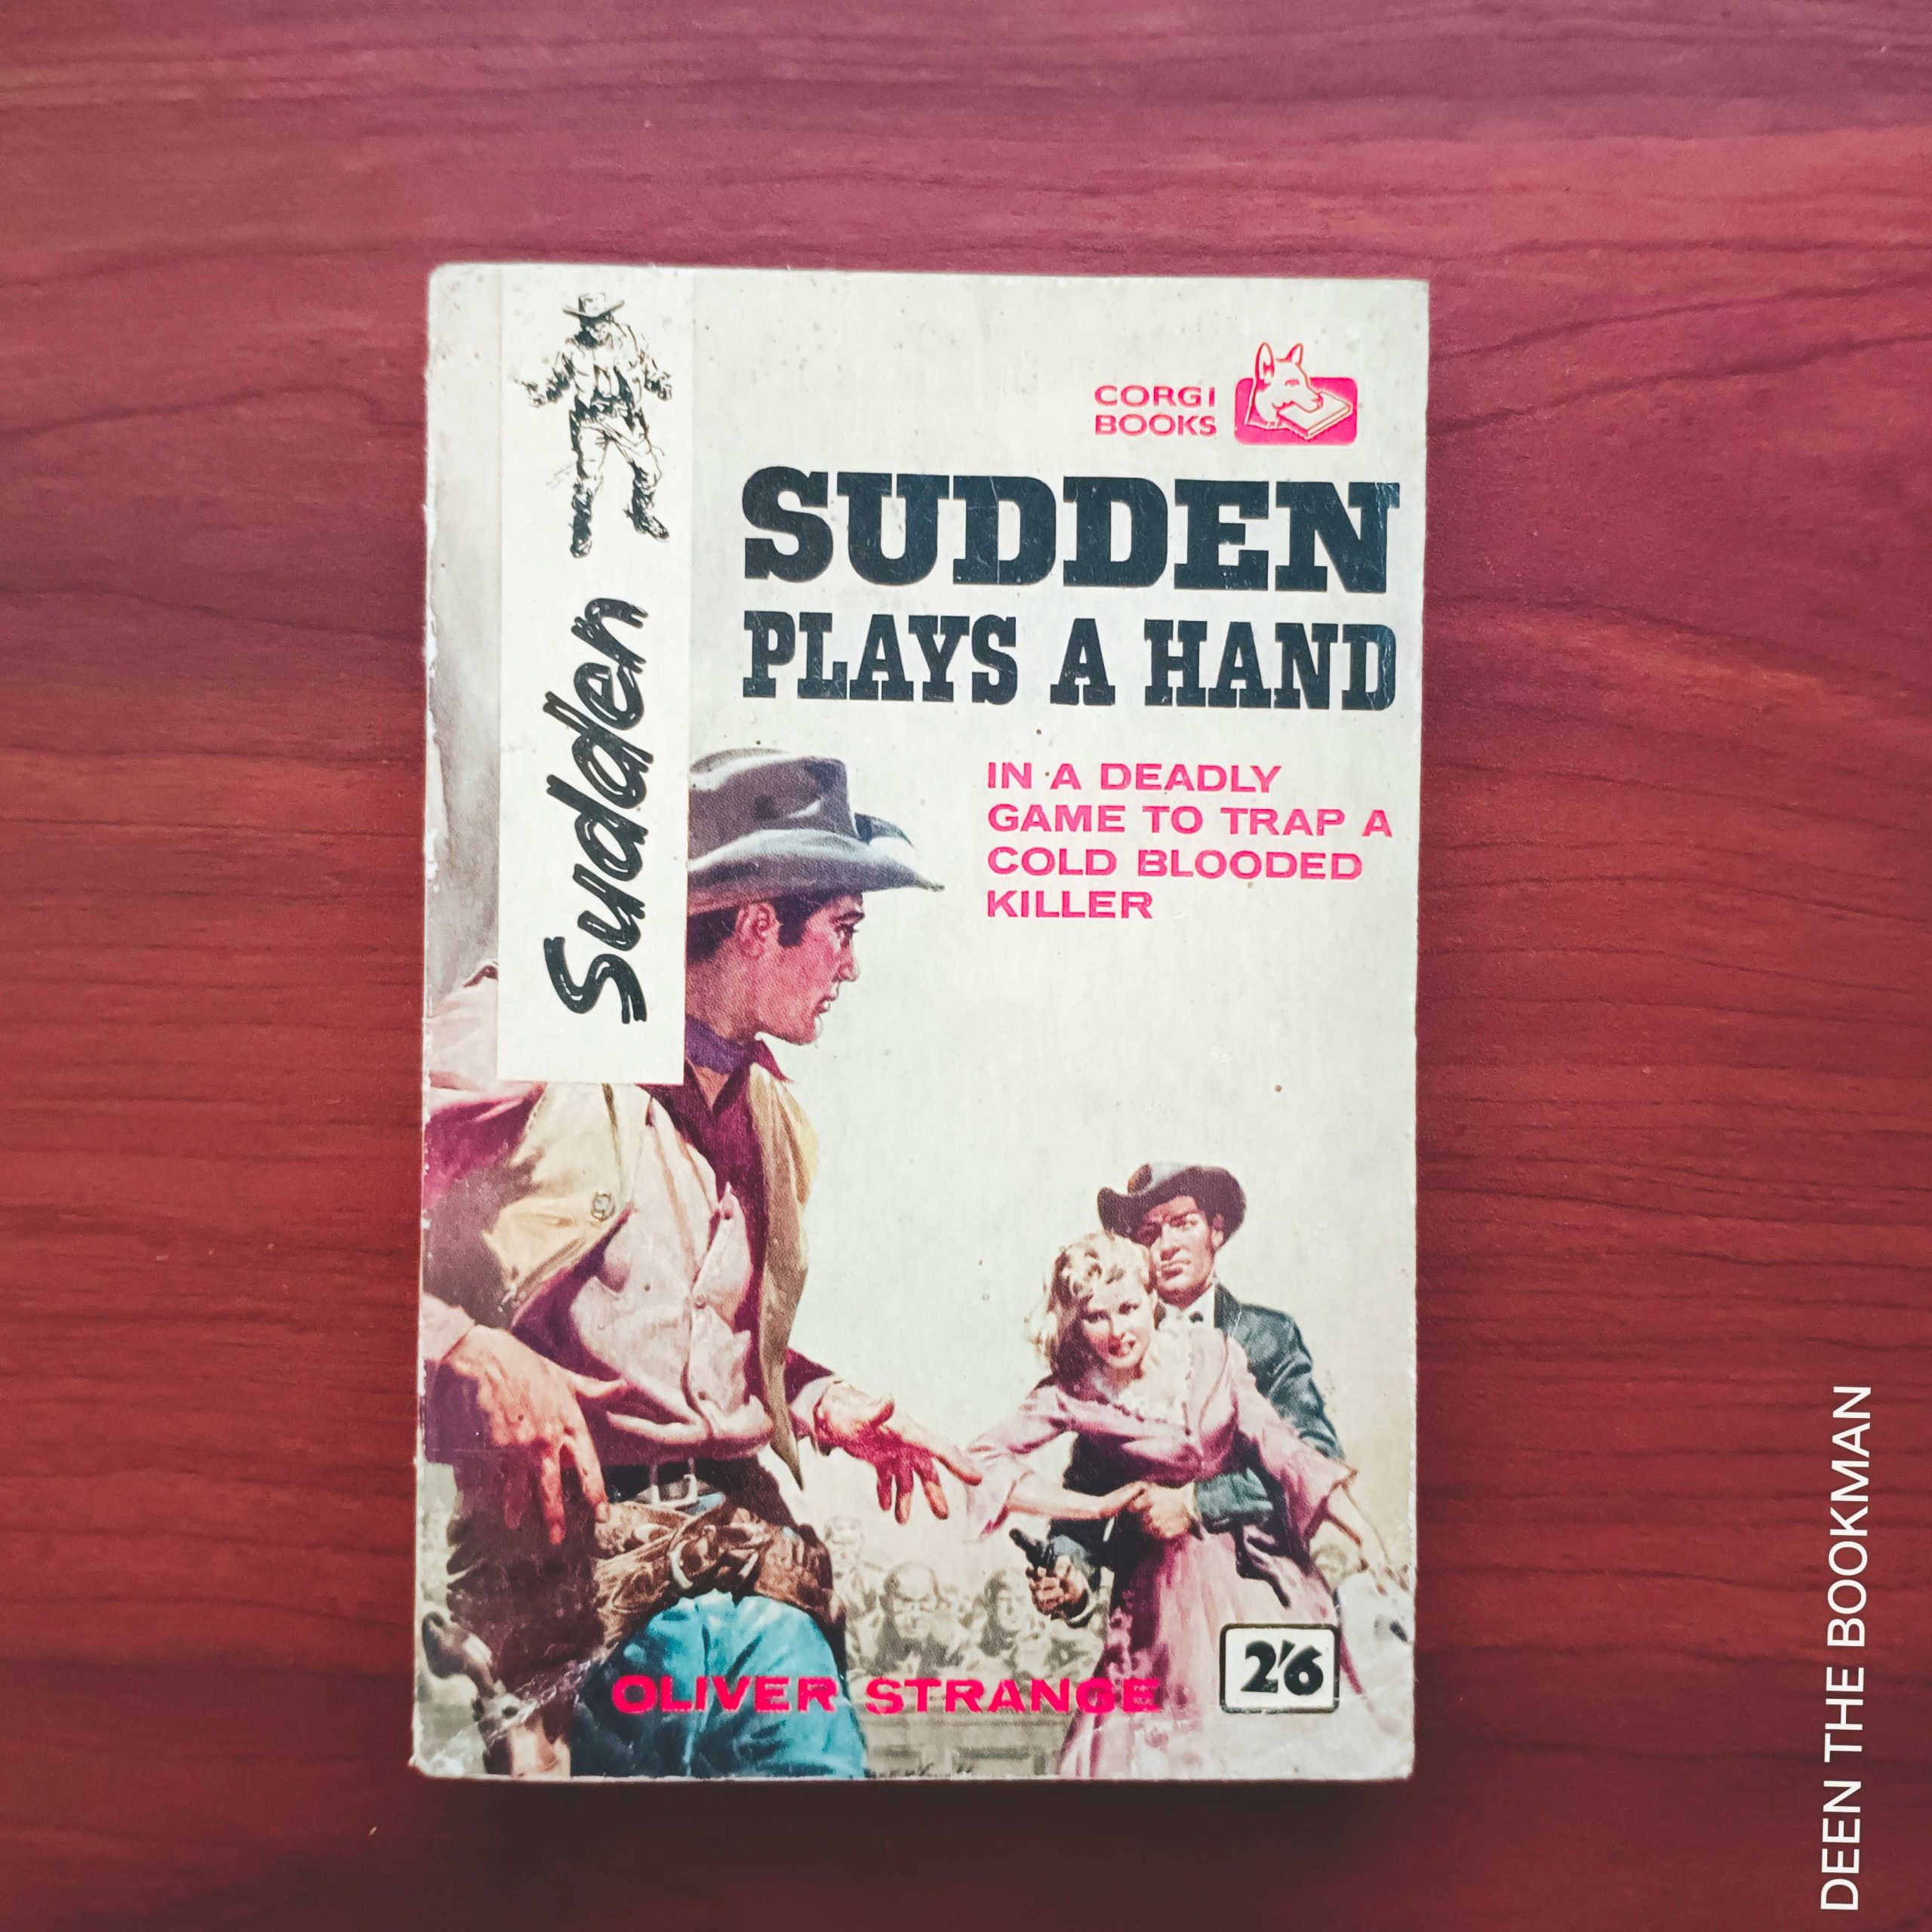 CORGI
BOOKS
Sudden
SUDDEN
PLAYS A HAND
IN A DEADLY
GAME TO TRAP A
COLD BLOODED
KILLER
OLIVER STRANGE
2'6
DEEN THE BOOKMAN